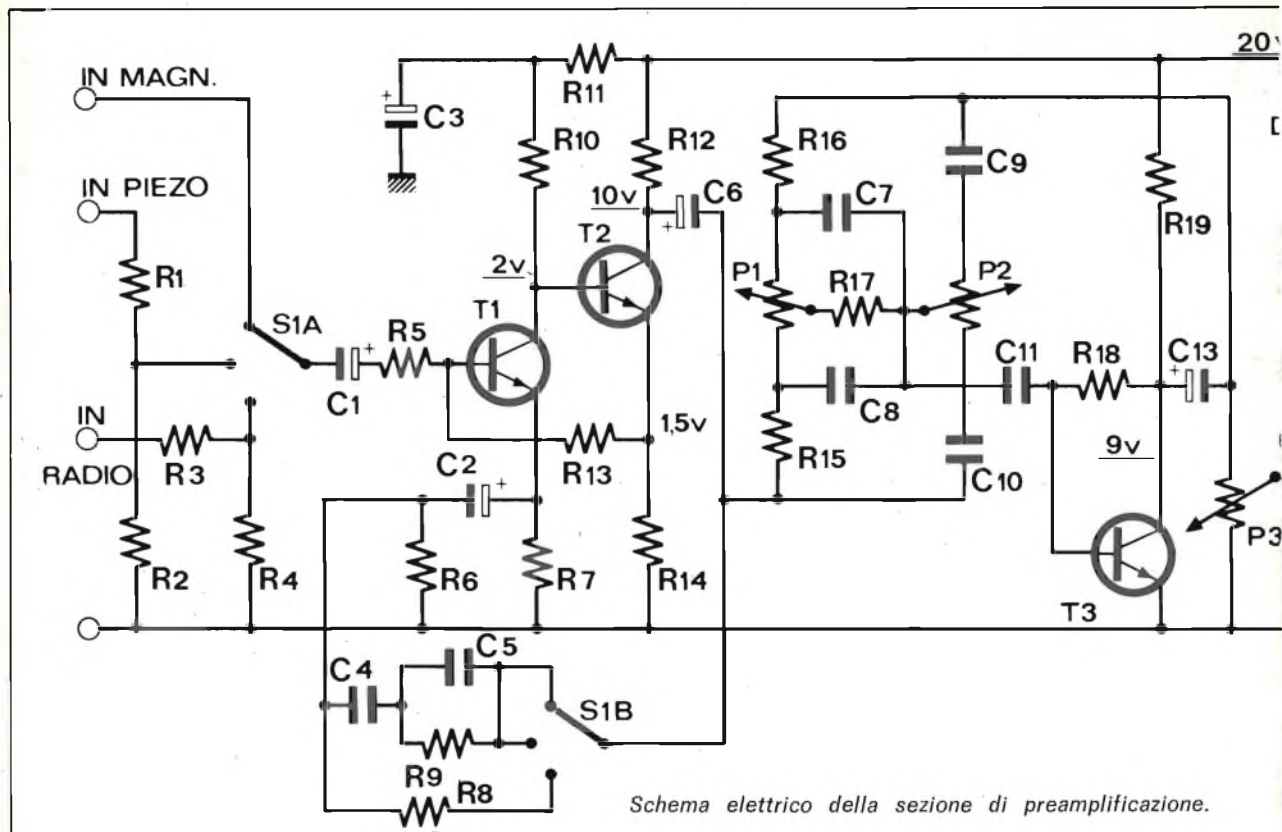 20v
IN MAGN.
R11
C3
R10
R12
R16
C9
IN PIEZO
10v
C6
C7
R19
T2
R1
2v
P1
R17
P2
S1A
T1
R5
C11
R18
C13
C1
C8
IN
RADIO
R3
1,5v
R13
R15
9v
C2
C10
P3
R2
R4
R6
R7
R14
T3
C4
C5
S1B
R9
R8
Schema elettrico della sezione di preamplificazione.